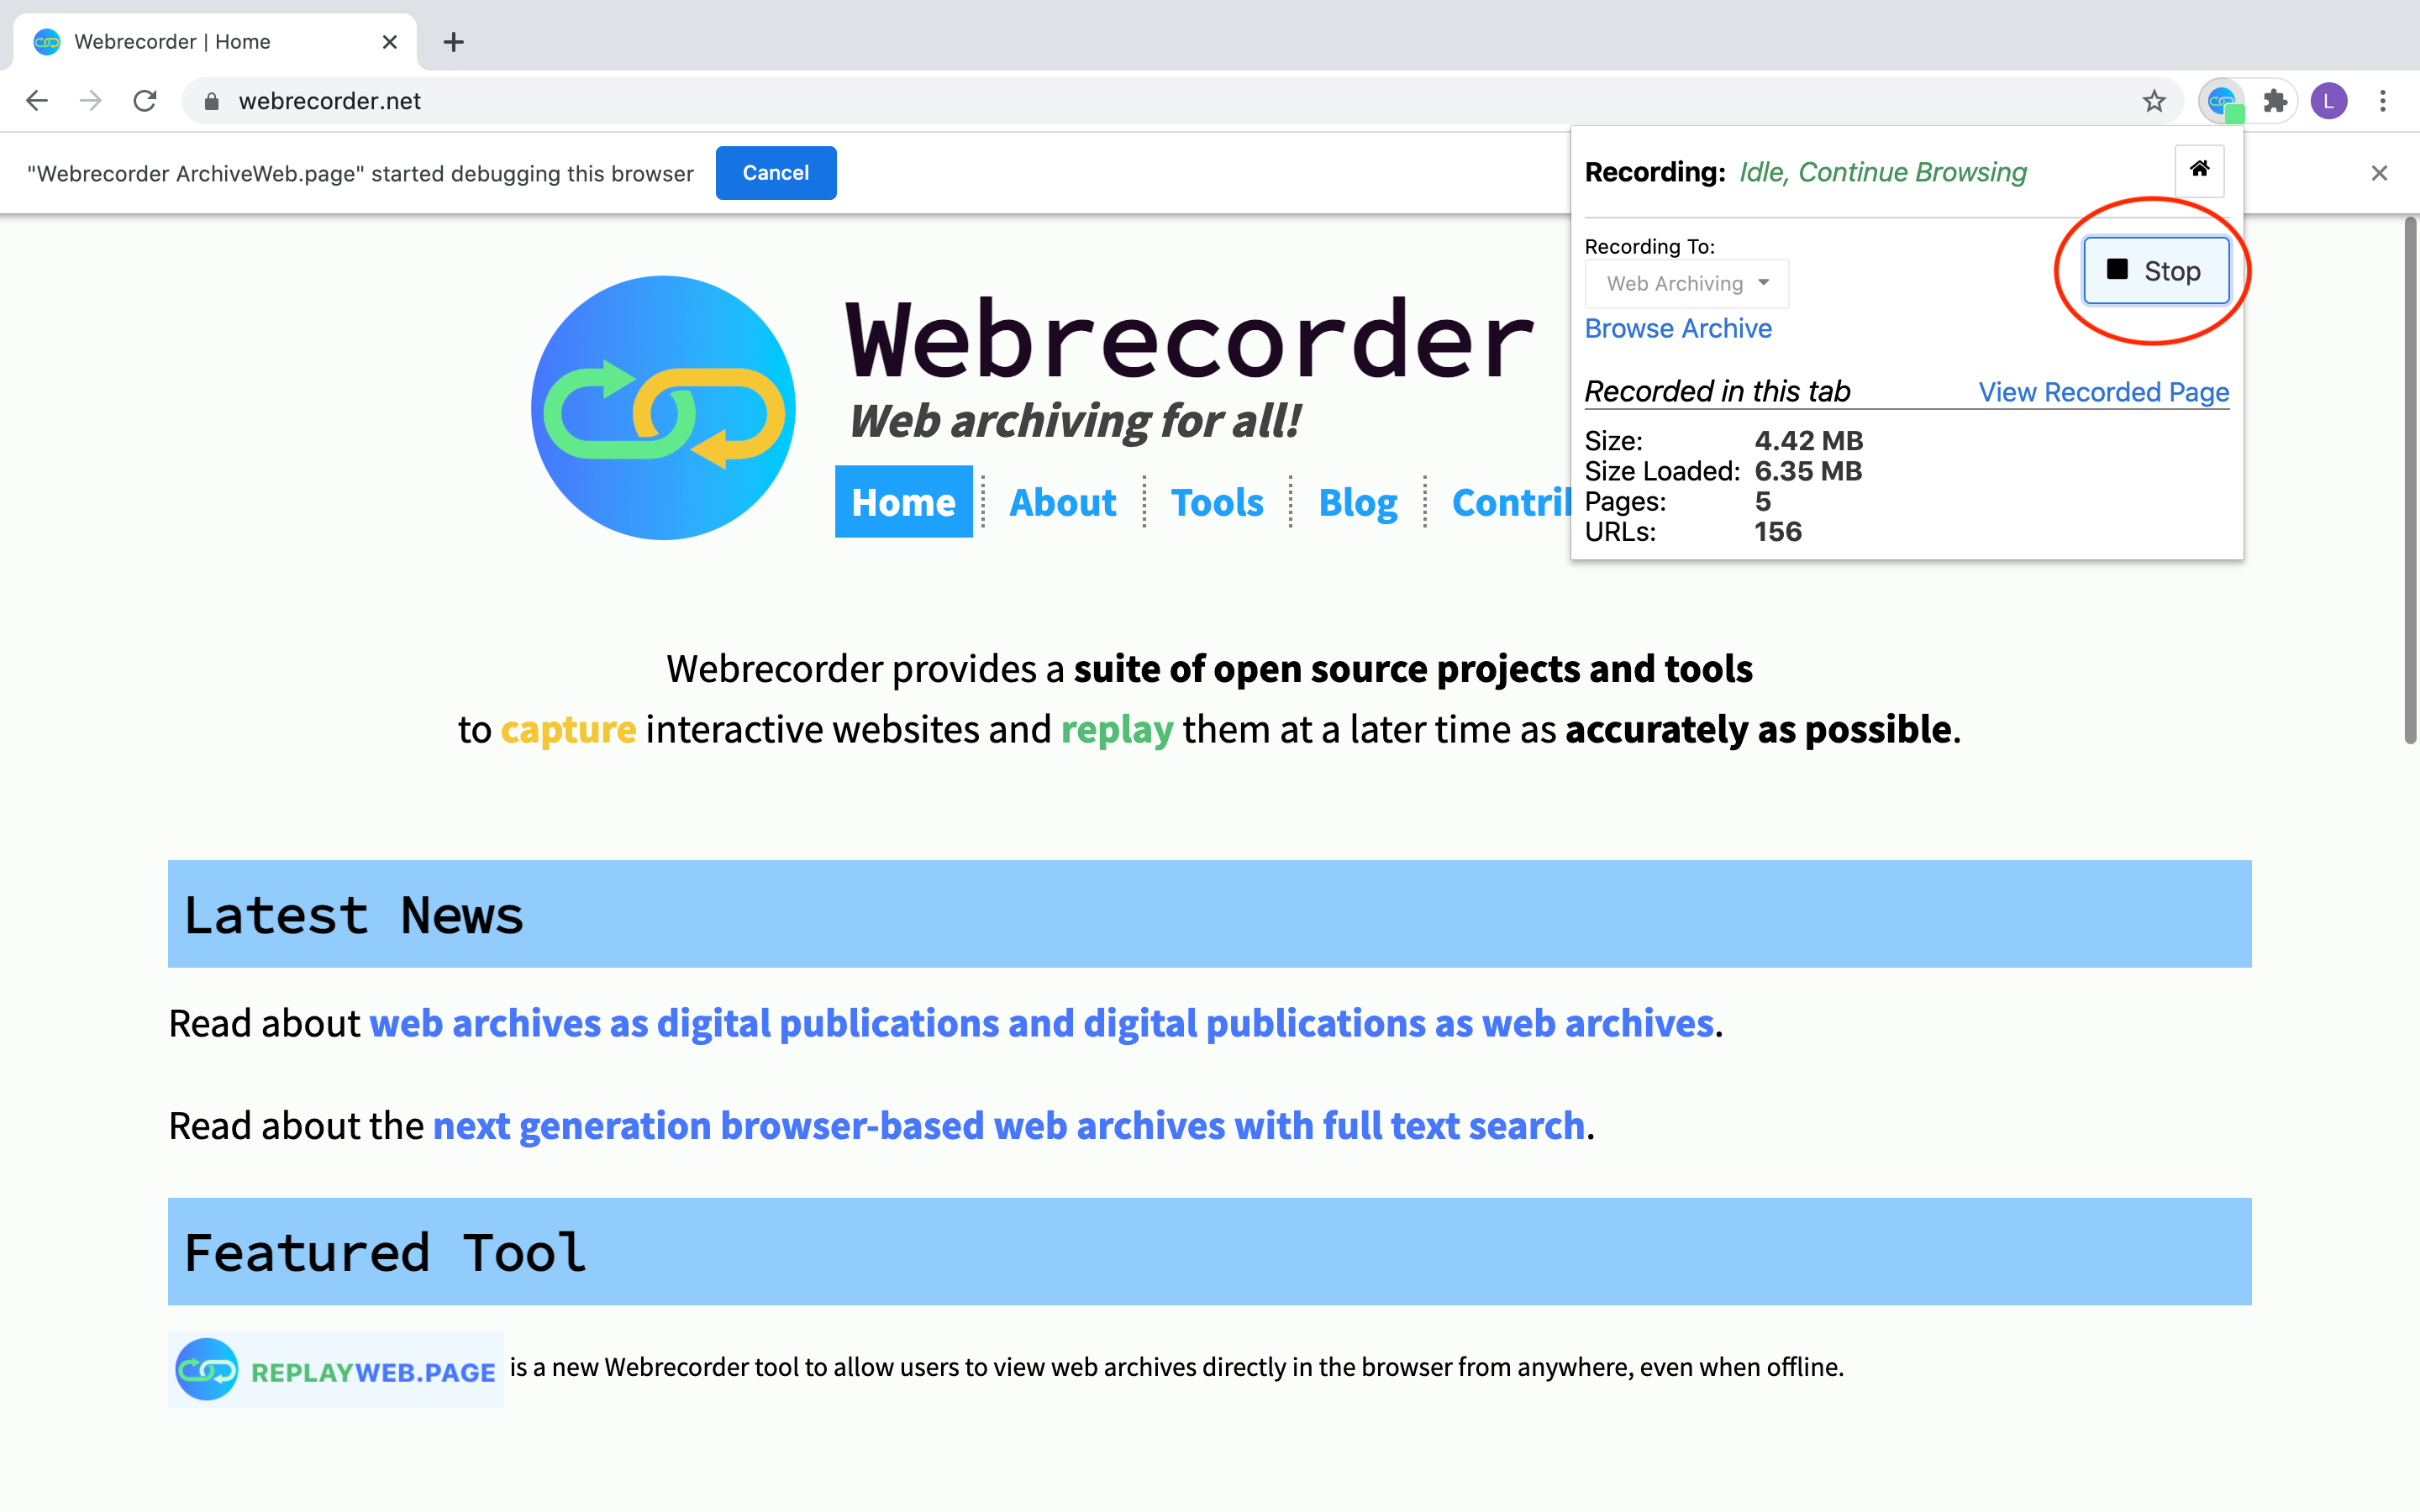 Webrecorder | Home
webrecorder.net
L
"Webrecorder ArchiveWeb.page" started debugging this browser
Cancel
Recording: Idle, Continue Browsing
Recording To:
Web Archiving
Stop
Browse Archive
Recorded in this tab
View Recorded Page
Size: 4.42 MB
Size Loaded: 6.35 MB
Pages: 5
URLs: 156
Webrecorder
Web archiving for all!
Home
About
Tools
Blog
Contrib
Webrecorder provides a suite of open source projects and tools
to capture interactive websites and replay them at a later time as accurately as possible.
Latest News
Read about web archives as digital publications and digital publications as web archives.
Read about the next generation browser-based web archives with full text search.
Featured Tool
REPLAYWEB.PAGE is a new Webrecorder tool to allow users to view web archives directly in the browser from anywhere, even when offline.